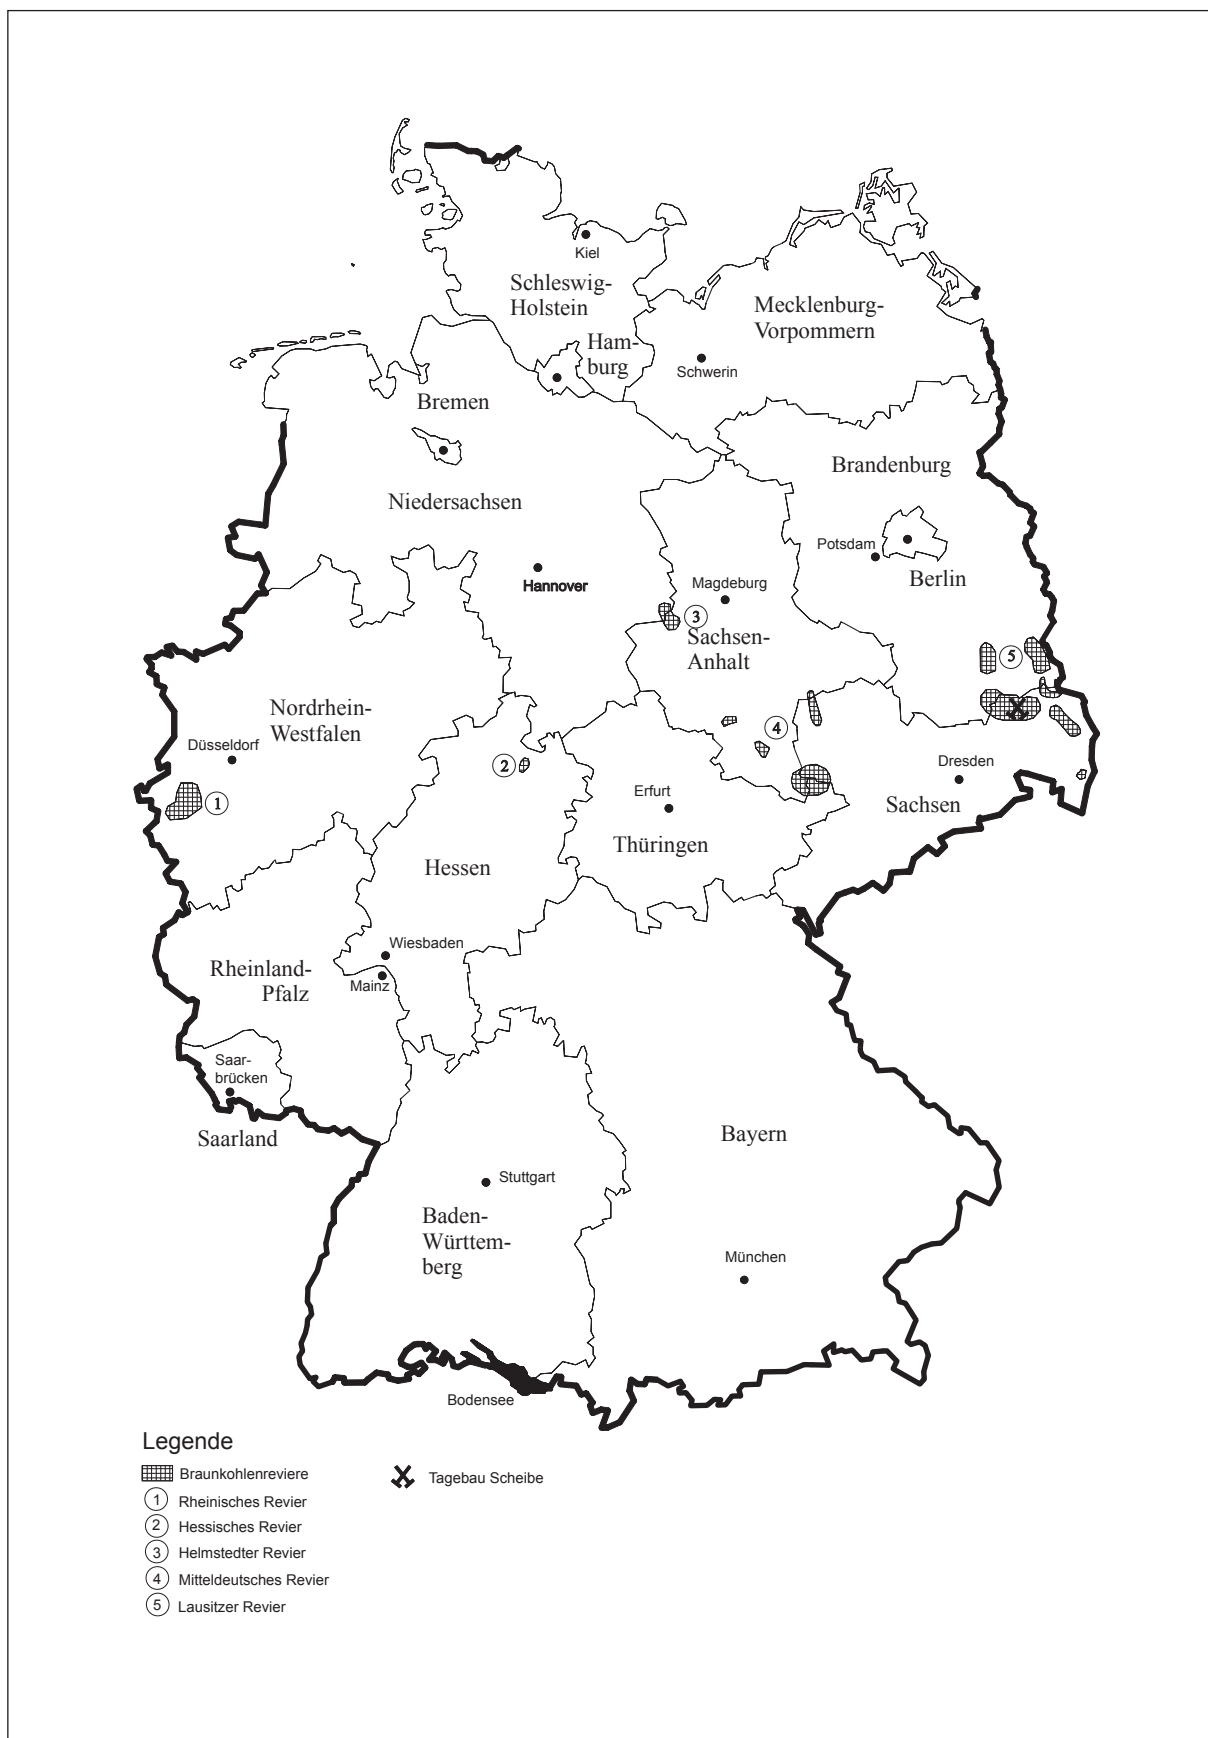 Kiel
Schleswig-
Holstein
Mecklenburg-
Vorpommern
Ham-
burg
Schwerin
Bremen
Brandenburg
Niedersachsen
Potsdam
Berlin
Hannover
Magdeburg
3
Sachsen-
Anhalt
5
Nordrhein-
Westfalen
4
Düsseldorf
2
Dresden
1
Erfurt
Sachsen
Thüringen
Hessen
Wiesbaden
Rheinland-
Pfalz
Mainz
Saar-
brücken
Saarland
Bayern
Stuttgart
Baden-
Württem-
berg
München
Bodensee
Legende
Braunkohlenreviere
Tagebau Scheibe
1 Rheinisches Revier
2 Hessisches Revier
3 Helmstedter Revier
4 Mitteldeutsches Revier
5 Lausitzer Revier